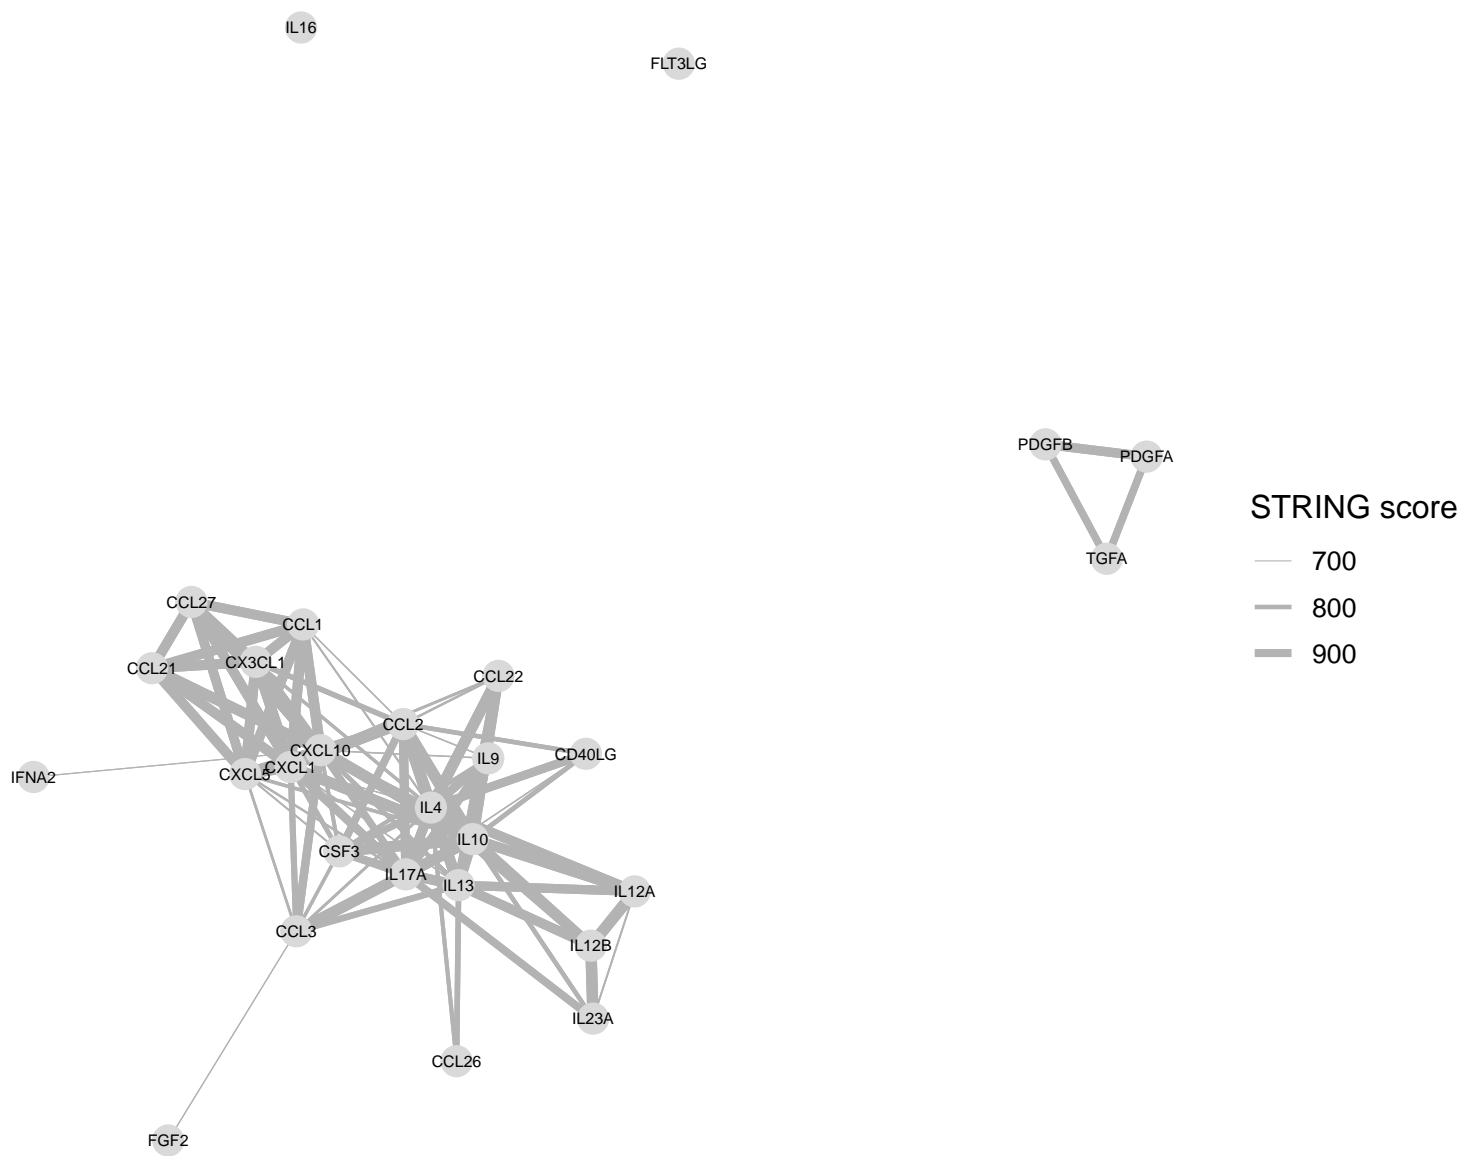 IL16
FLT3LG
PDGFB
PDGFA
STRING score
700
TGFA
800
CCL27
CCL1
900
CCL21
CX3CL1
CCL22
CCL2
CXCL10
IL9
CD40LG
CXCL1
CXCL5
IFNA2
IL4
IL10
CSF3
IL17A
IL13
IL12A
CCL3
IL12B
IL23A
CCL26
FGF2